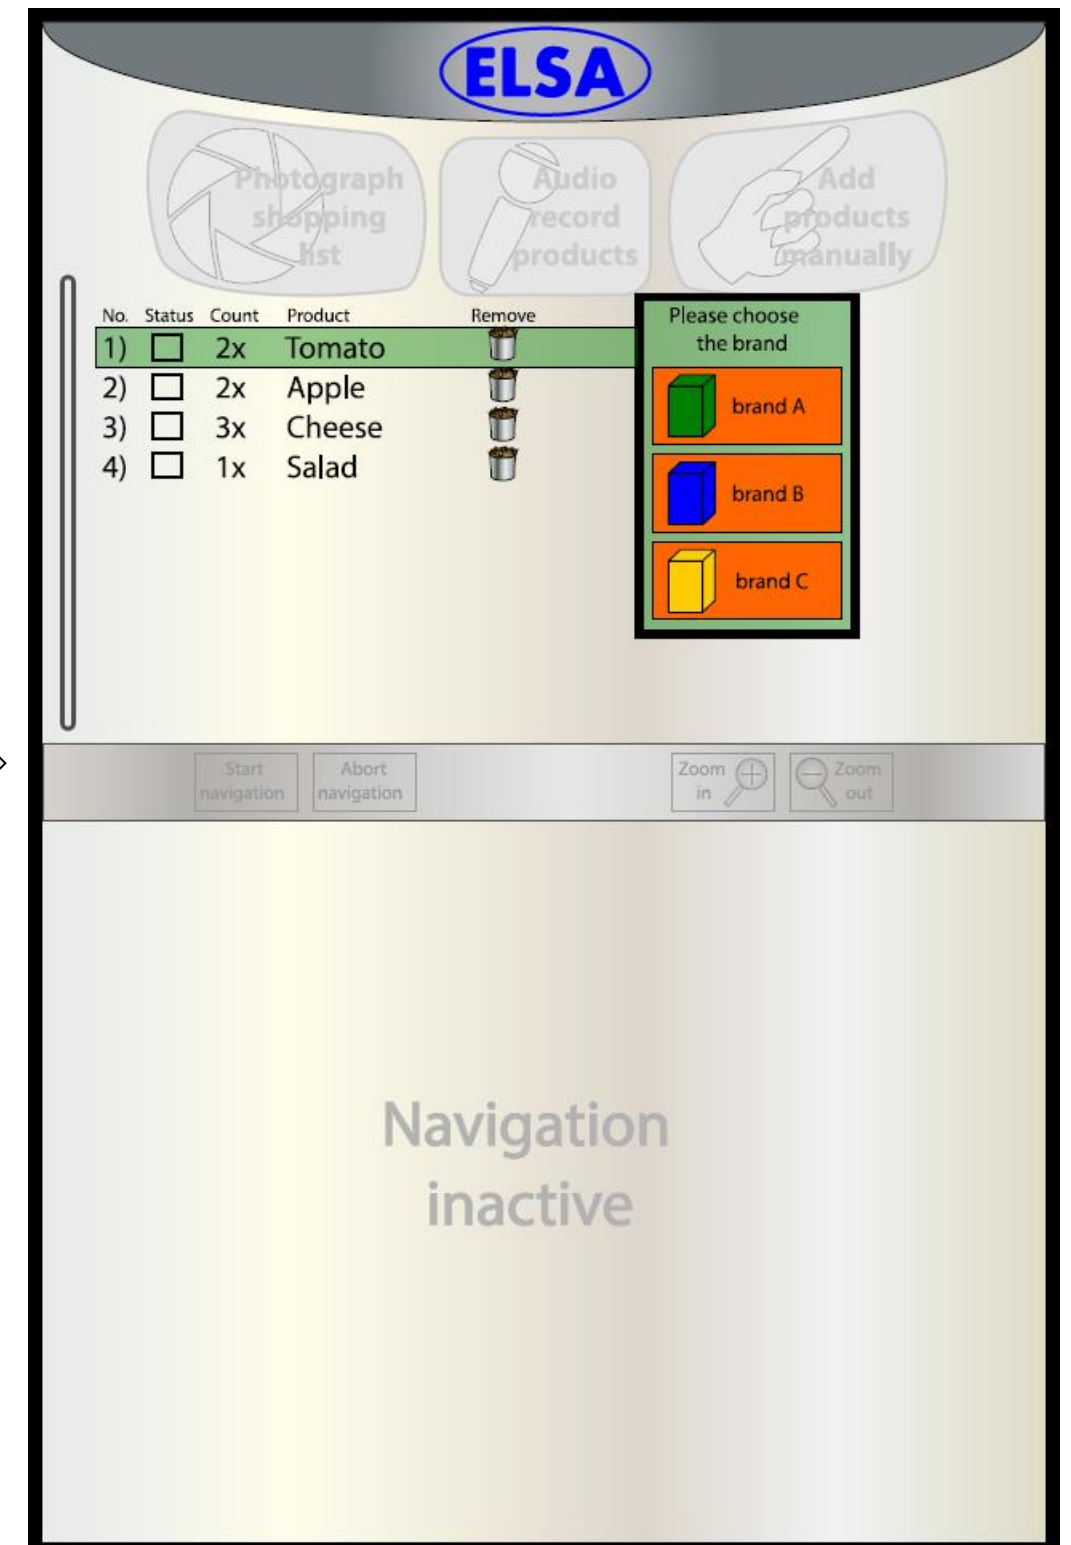 ELSA
Photograph
shopping
list
Audio
record
products
Add
products
manually
No. Status Count Product Remove
1) 2x Tomato
2) 2x Apple
3) 3x Cheese
4) 1x Salad
Please choose
the brand
brand A
brand B
brand C
Start
navigation
Abort
navigation
Zoom
in
Zoom
out
Navigation
inactive